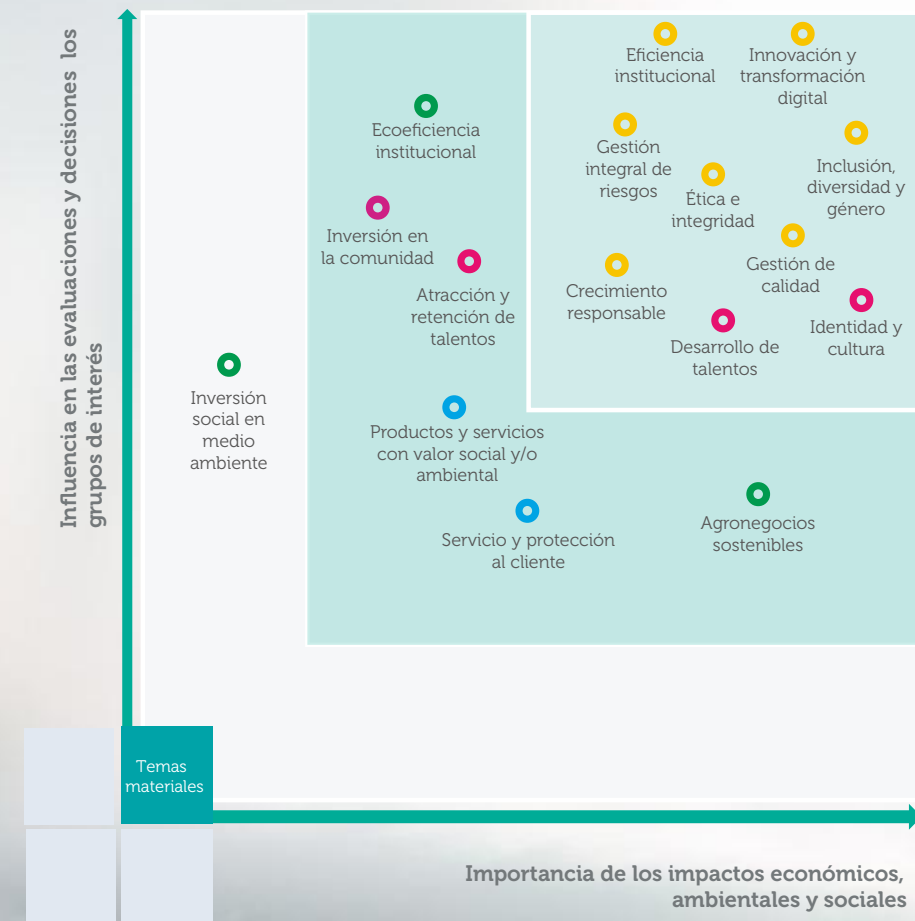 Influencia en las evaluaciones y decisiones los
grupos de interés
Eficiencia
institucional
Innovación y
transformación
digital
Ecoeficiencia
institucional
Gestión
integral de
riesgos
Inclusión,
diversidad y
género
Ética e
integridad
Inversión en
la comunidad
Gestión de
calidad
Atracción y
retención de
talentos
Crecimiento
responsable
Identidad y
cultura
Desarrollo de
talentos
Inversión
social en
medio
ambiente
Productos y servicios
con valor social y/o
ambiental
Agronegocios
sostenibles
Servicio y protección
al cliente
Temas
materiales
Importancia de los impactos económicos,
ambientales y sociales